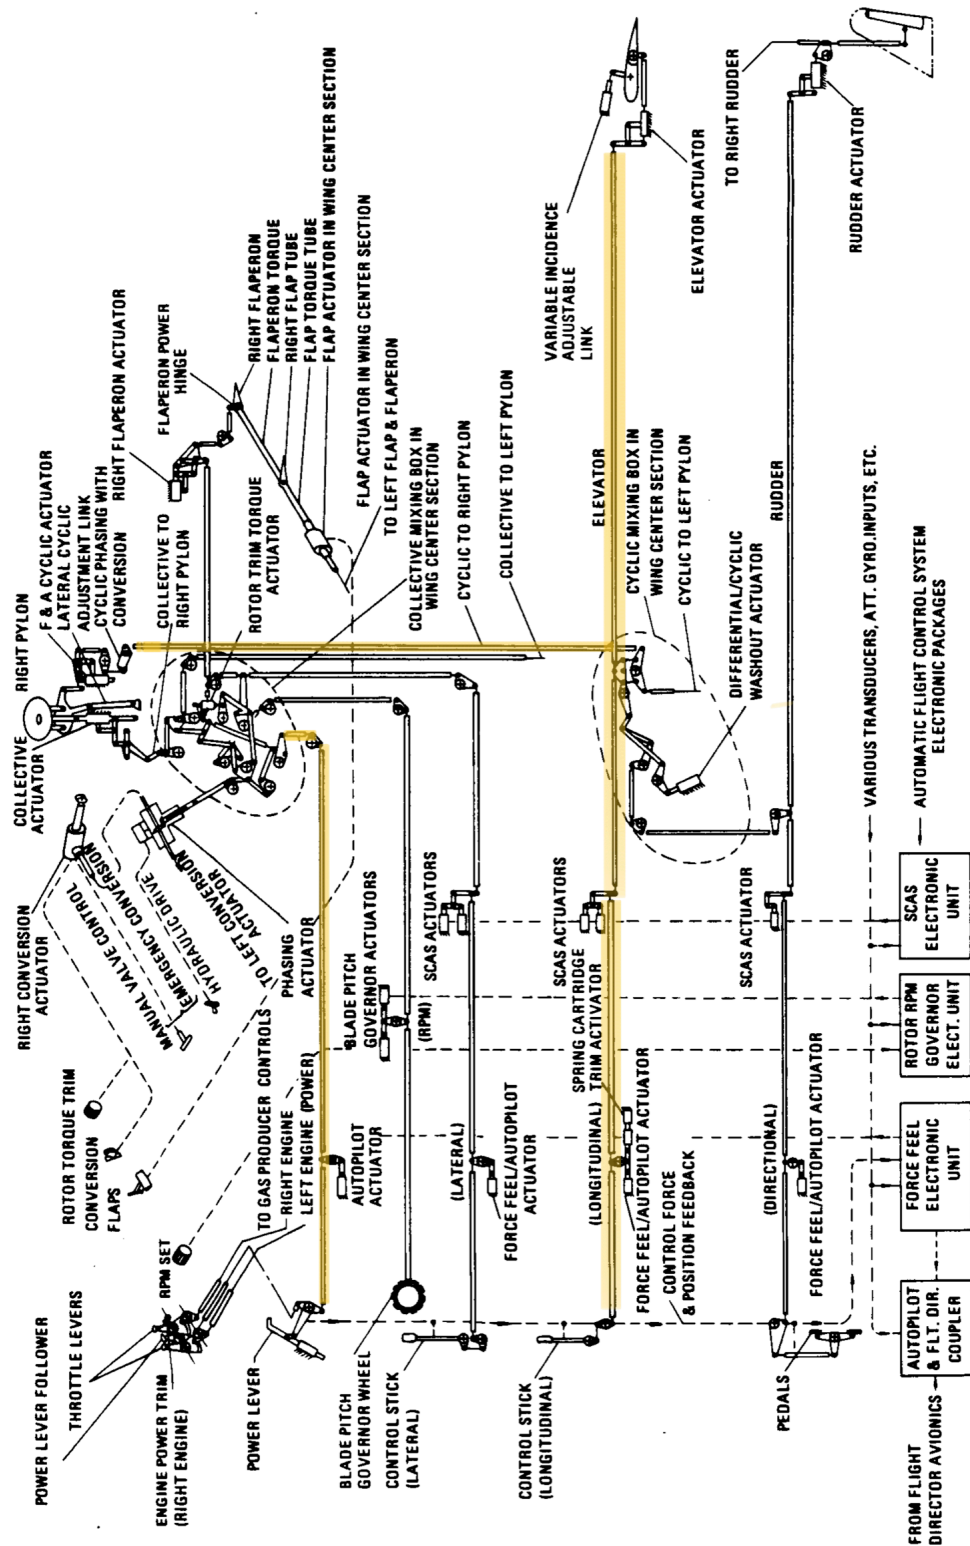 POWER LEVER FOLLOWER
THROTTLE LEVERS
ENGINE POWER TRIM
(RIGHT ENGINE)
RPM SET
POWER LEVER
BLADE PITCH
GOVERNOR WHEEL
CONTROL STICK
(LATERAL)
CONTROL STICK
(LONGITUDINAL)
PEDALS
FROM FLIGHT
DIRECTOR AVIONICS
ROTOR TORQUE TRIM
CONVERSION
FLAPS
TO GAS PRODUCER CONTROLS
RIGHT ENGINE
LEFT ENGINE (POWER)
AUTOPILOT
ACTUATOR
(LATERAL)
FORCE FEEL/AUTOPILOT
ACTUATOR
(LONGITUDINAL)
FORCE FEEL/AUTOPILOT ACTUATOR
CONTROL FORCE
& POSITION FEEDBACK
(DIRECTIONAL)
FORCE FEEL/AUTOPILOT ACTUATOR
AUTOPILOT
& FLT. DIR.
COUPLER
FORCE FEEL
ELECTRONIC
UNIT
RIGHT CONVERSION
ACTUATOR
MANUAL VALVE CONTROL
EMERGENCY CONVERSION
HYDRAULIC DRIVE
TO LEFT CONVERSION
ACTUATOR
PHASING
ACTUATOR
BLADE PITCH
GOVERNOR ACTUATORS
(RPM)
SCAS ACTUATORS
SPRING CARTRIDGE
TRIM ACTIVATOR
SCAS ACTUATORS
SCAS ACTUATOR
ROTOR RPM
GOVERNOR
ELECT. UNIT
SCAS
ELECTRONIC
UNIT
COLLECTIVE
ACTUATOR
RIGHT PYLON
F & A CYCLIC ACTUATOR
LATERAL CYCLIC
ADJUSTMENT LINK
CYCLIC PHASING WITH
CONVERSION
COLLECTIVE TO
RIGHT PYLON
RIGHT FLAPERON ACTUATOR
ROTOR TRIM TORQUE
ACTUATOR
FLAPERON POWER
HINGE
RIGHT FLAPERON
FLAPERON TORQUE
RIGHT FLAP TUBE
FLAP TORQUE TUBE
FLAP ACTUATOR IN WING CENTER SECTION
FLAP ACTUATOR IN WING CENTER SECTION
TO LEFT FLAP & FLAPERON
COLLECTIVE MIXING BOX IN
WING CENTER SECTION
CYCLIC TO RIGHT PYLON
COLLECTIVE TO LEFT PYLON
VARIABLE INCIDENCE
ADJUSTABLE
LINK
ELEVATOR
CYCLIC MIXING BOX IN
WING CENTER SECTION
CYCLIC TO LEFT PYLON
DIFFERENTIAL/CYCLIC
WASHOUT ACTUATOR
ELEVATOR ACTUATOR
TO RIGHT RUDDER
RUDDER
RUDDER ACTUATOR
VARIOUS TRANSDUCERS, ATT. GYRO.INPUTS, ETC.
AUTOMATIC FLIGHT CONTROL SYSTEM
ELECTRONIC PACKAGES